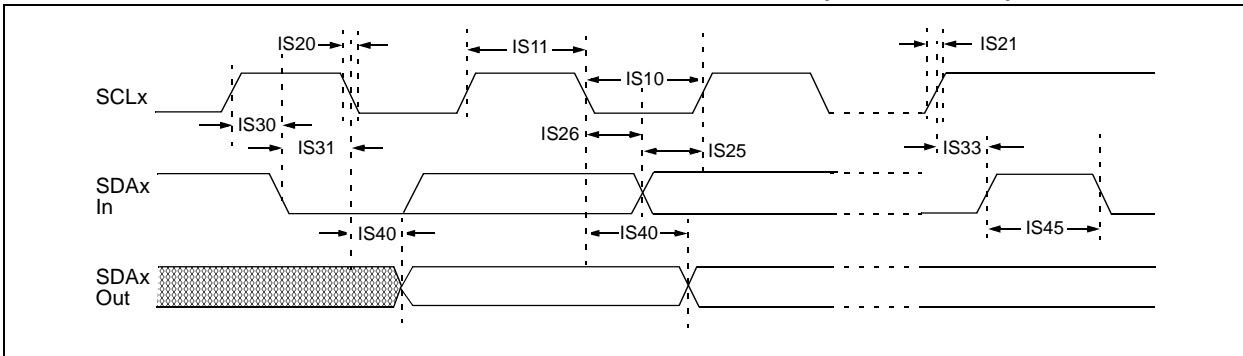 IS20
IS11
IS21
IS10
SCLx
IS30
IS26
IS31
IS25
IS33
SDAx
In
IS40
IS40
IS45
SDAx
Out